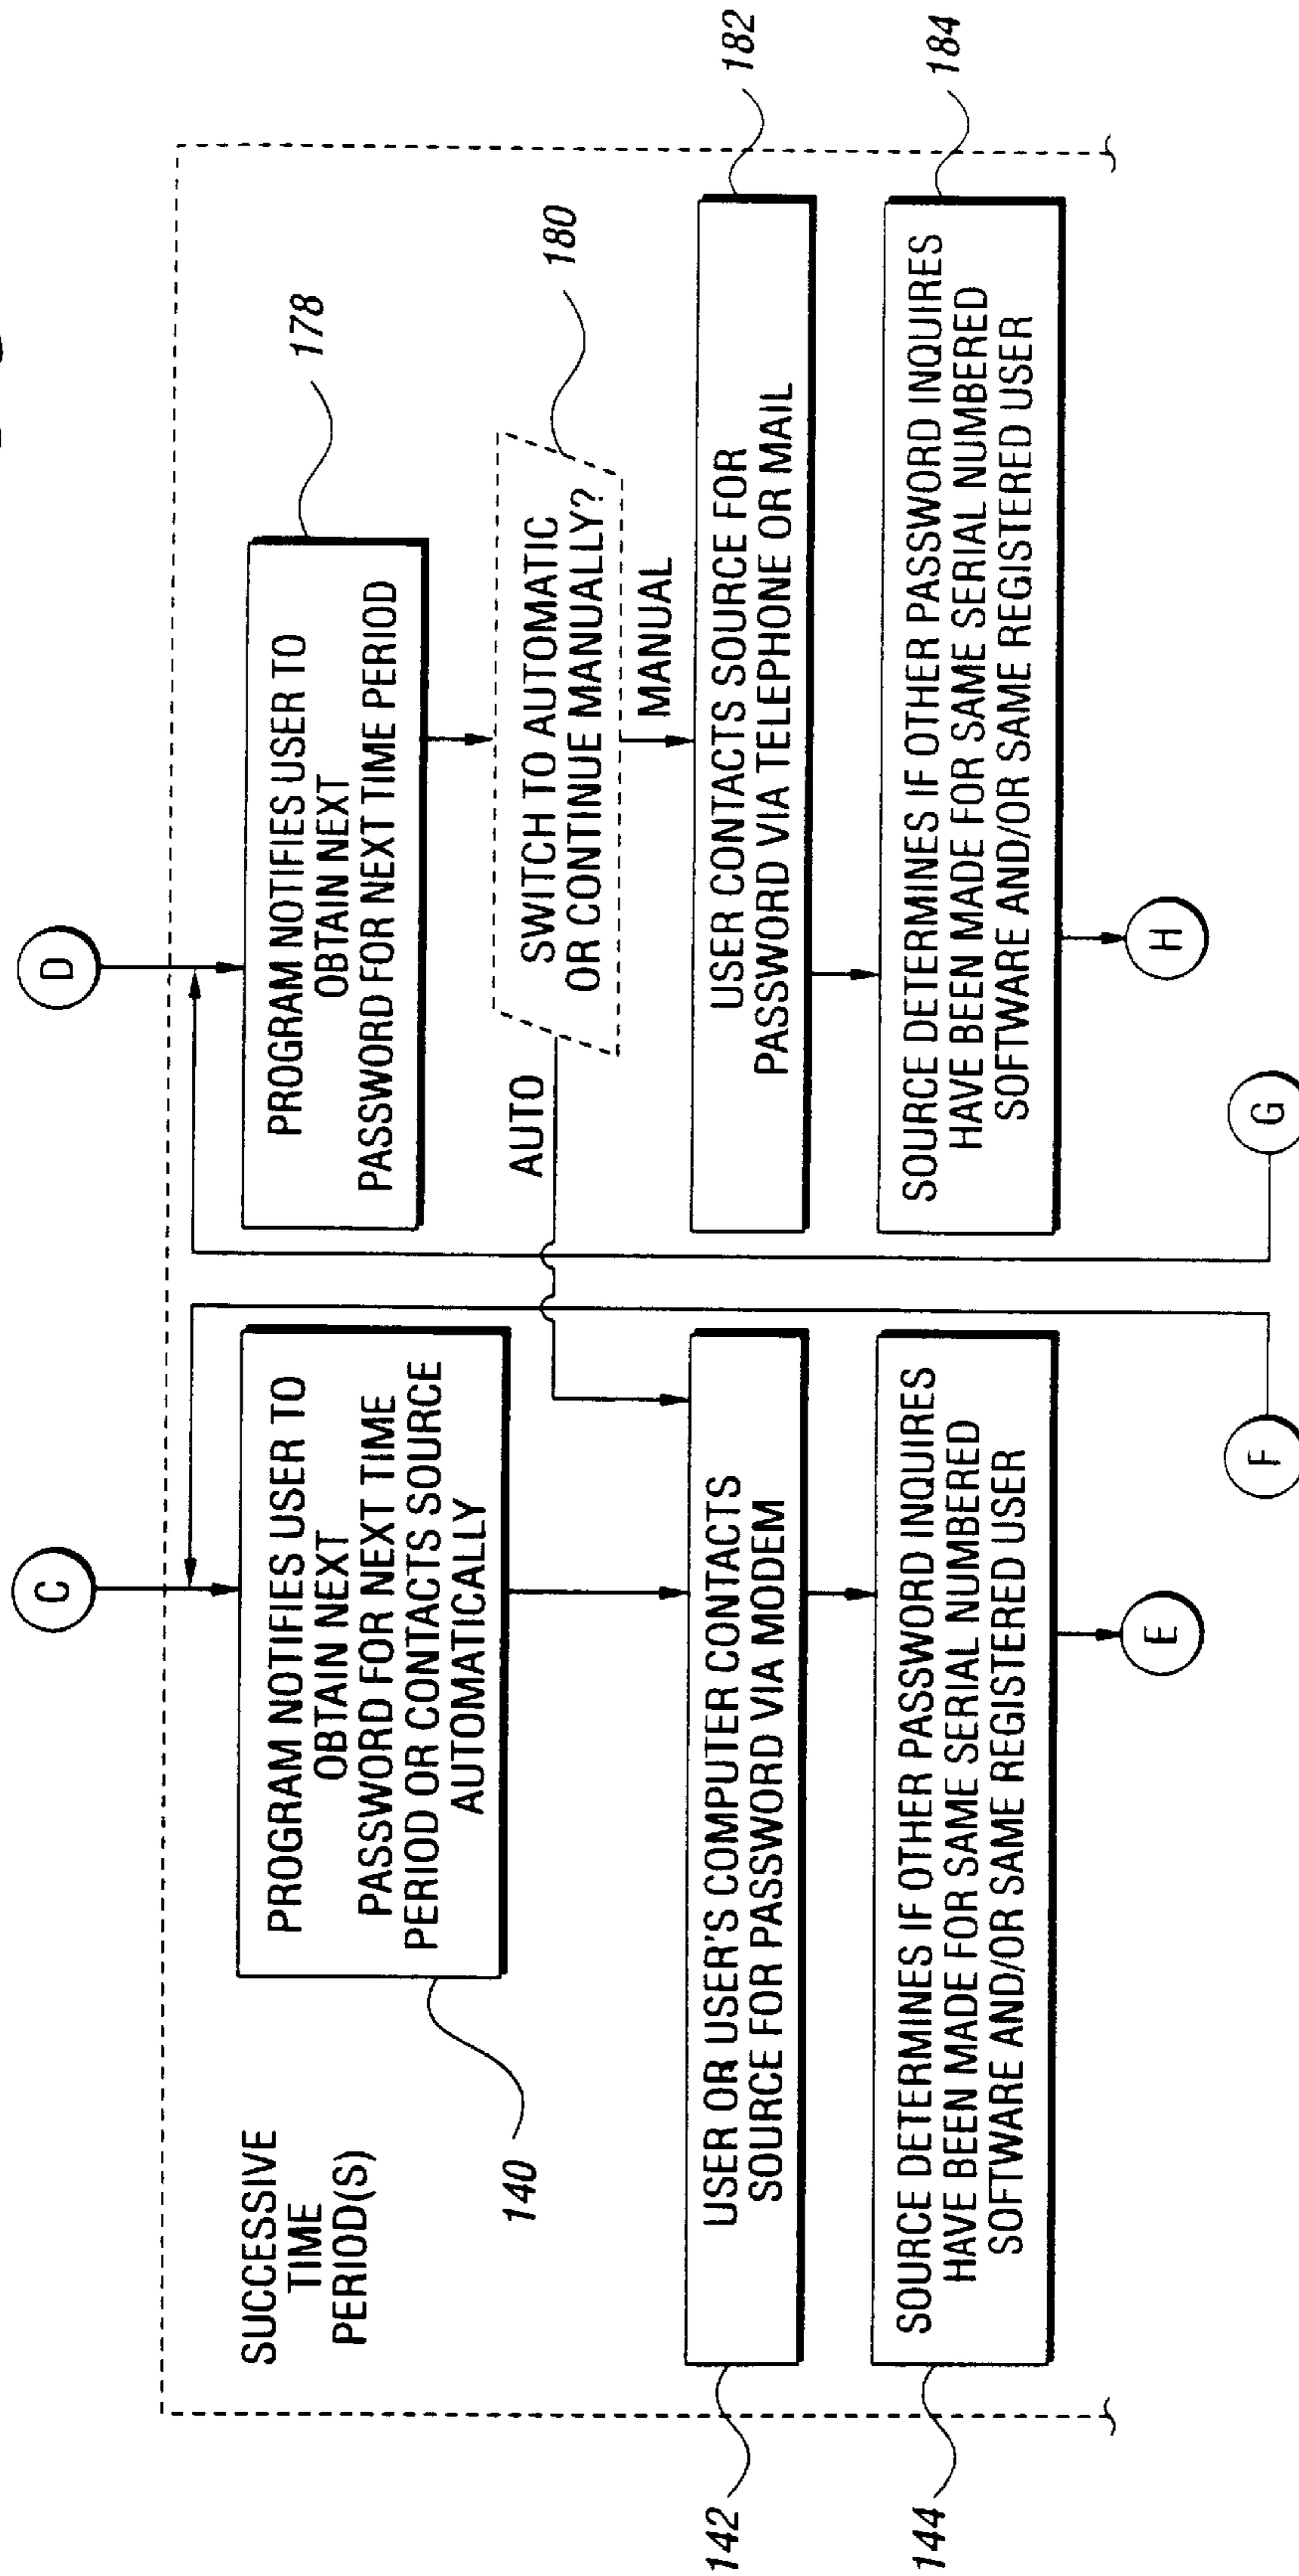 C
D
SUCCESSIVE
TIME
PERIOD(S)
PROGRAM NOTIFIES USER TO
OBTAIN NEXT
PASSWORD FOR NEXT TIME
PERIOD OR CONTACTS SOURCE
AUTOMATICALLY
140
PROGRAM NOTIFIES USER TO
OBTAIN NEXT
PASSWORD FOR NEXT TIME PERIOD
178
AUTO
SWITCH TO AUTOMATIC
OR CONTINUE MANUALLY?
180
MANUAL
USER OR USER'S COMPUTER CONTACTS
SOURCE FOR PASSWORD VIA MODEM
142
USER CONTACTS SOURCE FOR
PASSWORD VIA TELEPHONE OR MAIL
182
SOURCE DETERMINES IF OTHER PASSWORD INQUIRES
HAVE BEEN MADE FOR SAME SERIAL NUMBERED
SOFTWARE AND/OR SAME REGISTERED USER
144
SOURCE DETERMINES IF OTHER PASSWORD INQUIRES
HAVE BEEN MADE FOR SAME SERIAL NUMBERED
SOFTWARE AND/OR SAME REGISTERED USER
184
E
H
F
G